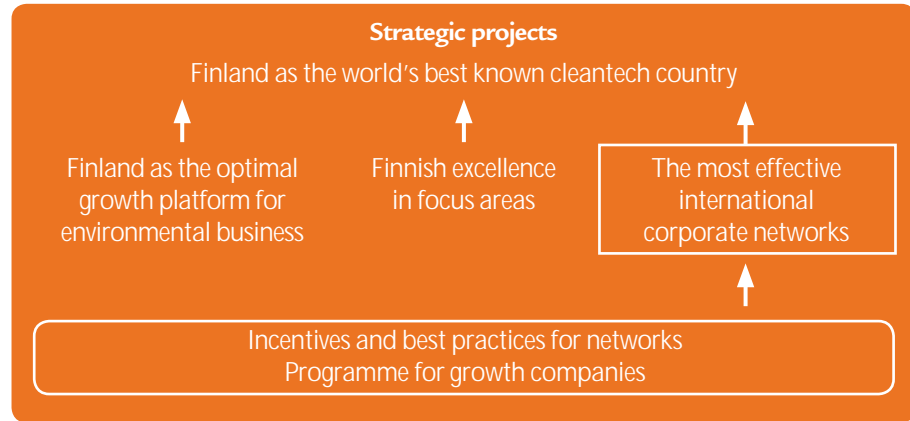 Strategic projects
Finland as the world's best known cleantech country
Finland as the optimal
growth platform for
environmental business
Finnish excellence
in focus areas
The most effective
international
corporate networks
Incentives and best practices for networks
Programme for growth companies